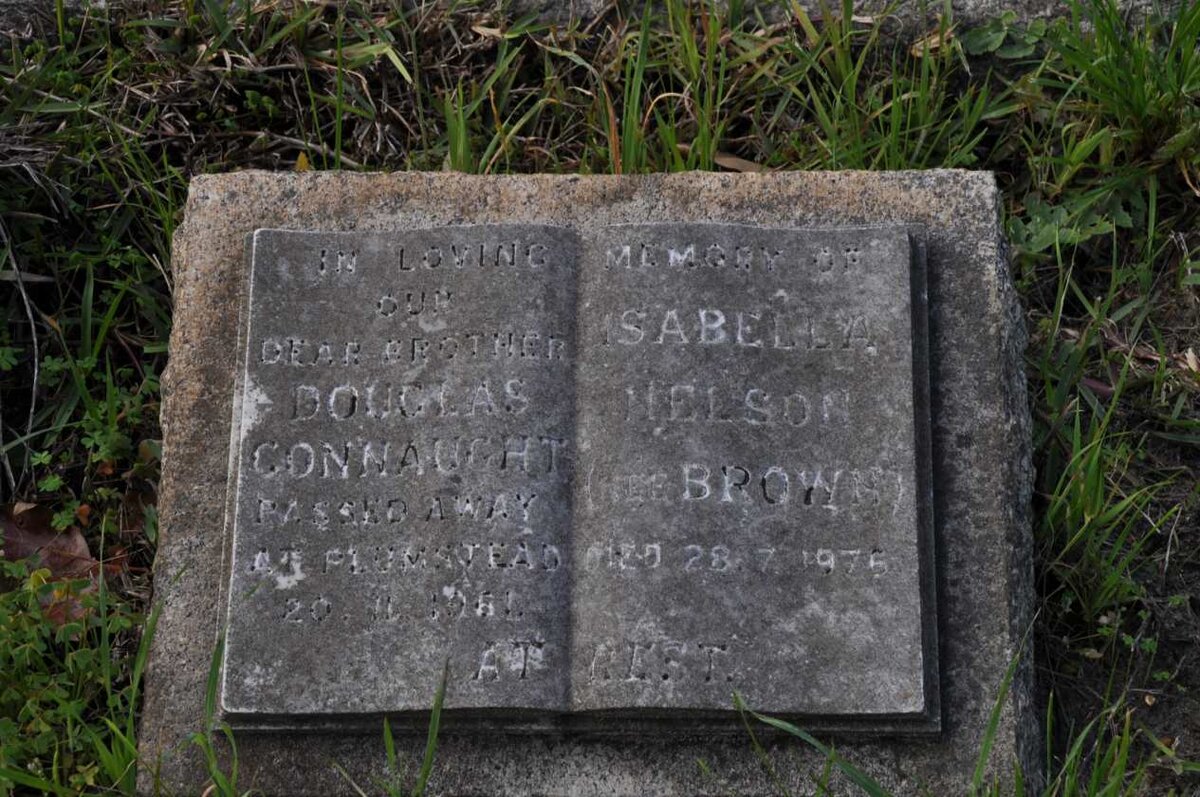 IN LOVING MEMORY OF
OUR
DEAR BROTHER
DOUGLAS
CONNAUGHT
PASSED AWAY
AT PLUMSTEAD
20.11.1961.
ISABELLA
NELSON
(NEE BROWN)
DIED 28.7.1976
AT REST.